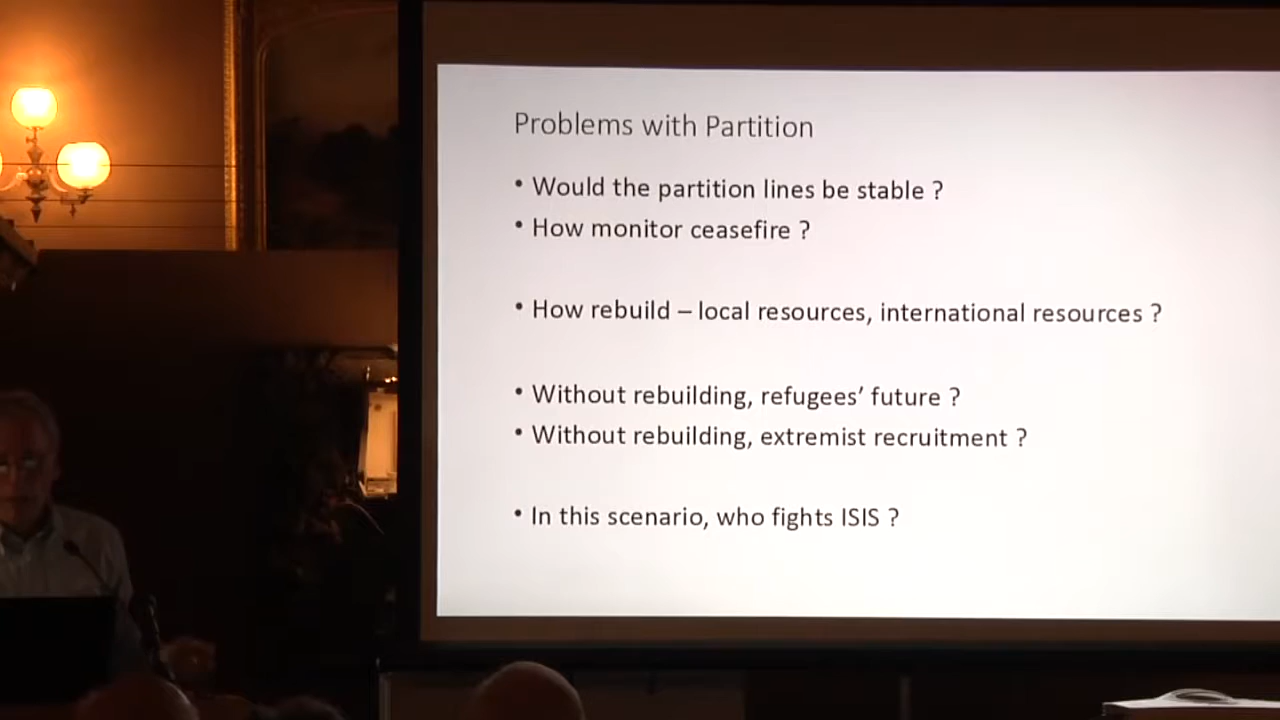 Problems with Partition
• Would the partition lines be stable ?
• How monitor ceasefire ?
• How rebuild – local resources, international resources ?
• Without rebuilding, refugees’ future ?
• Without rebuilding, extremist recruitment ?
• In this scenario, who fights ISIS ?